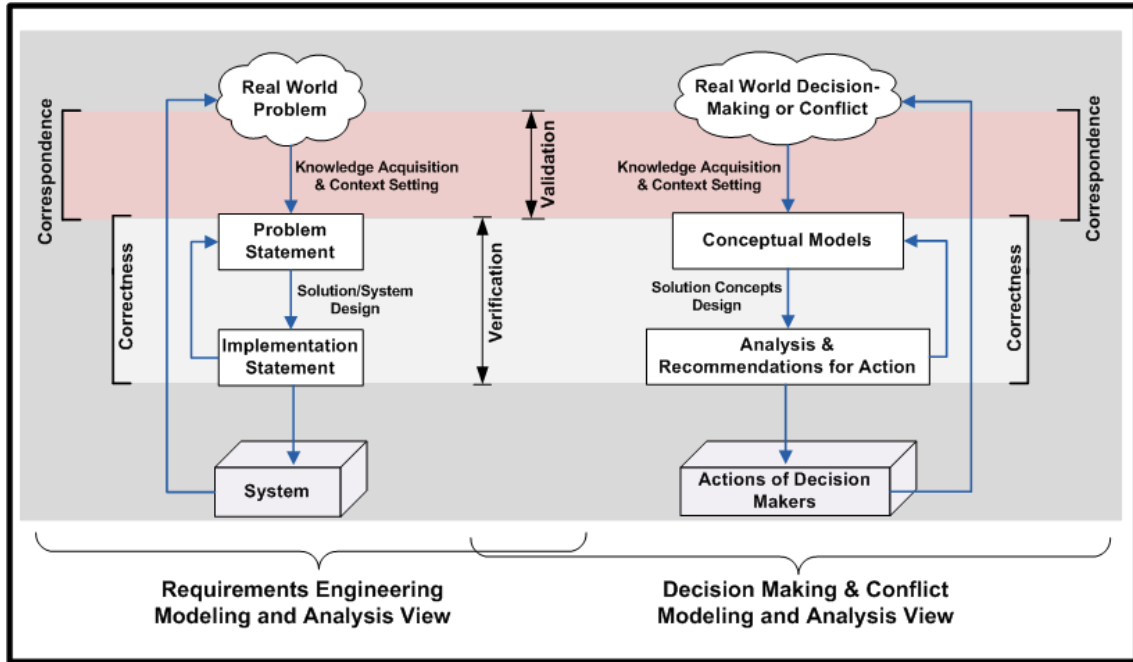 Real World
Problem
Knowledge Acquisition
& Context Setting
Problem
Statement
Solution/System
Design
Implementation
Statement
System
Correspondence
Correctness
Validation
Verification
Real World Decision-
Making or Conflict
Knowledge Acquisition
& Context Setting
Conceptual Models
Solution Concepts
Design
Analysis &
Recommendations for Action
Actions of Decision
Makers
Correspondence
Correctness
Requirements Engineering
Modeling and Analysis View
Decision Making & Conflict
Modeling and Analysis View